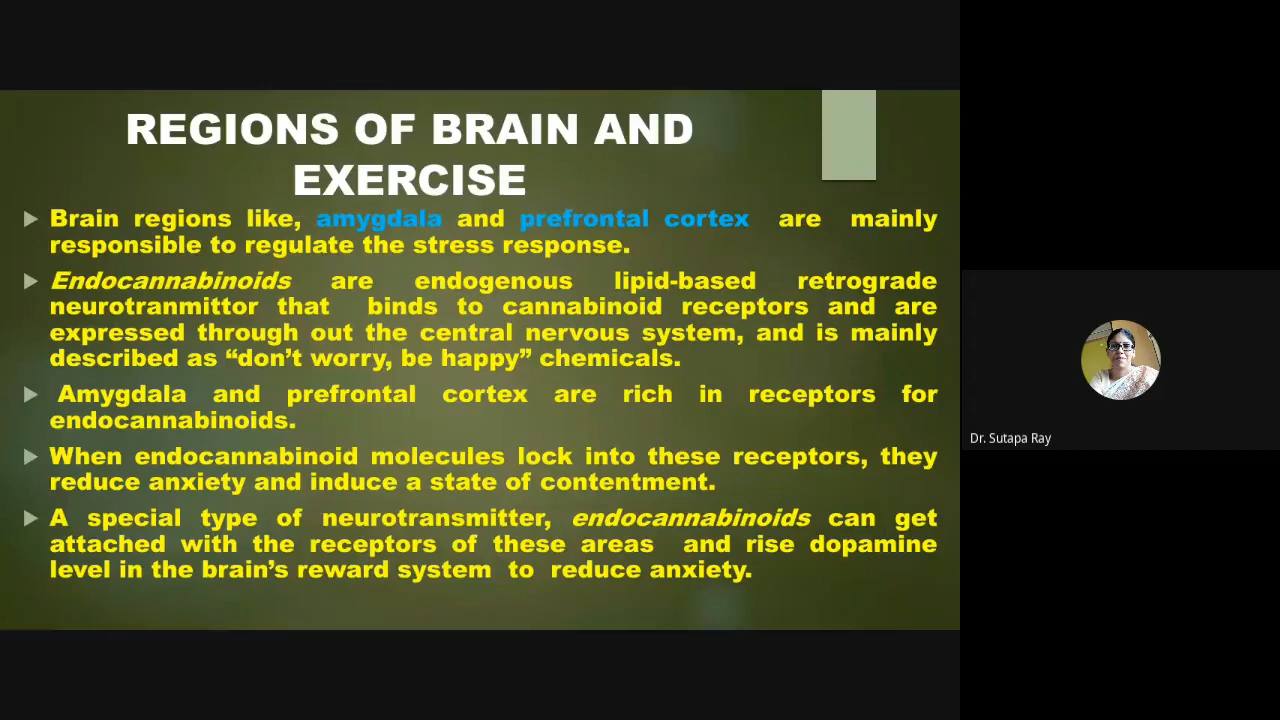 REGIONS OF BRAIN AND
EXERCISE
Brain regions like, amygdala and prefrontal cortex are mainly
responsible to regulate the stress response.
Endocannabinoids are endogenous lipid-based retrograde
neurotranmittor that binds to cannabinoid receptors and are
expressed through out the central nervous system, and is mainly
described as “don’t worry, be happy” chemicals.
Amygdala and prefrontal cortex are rich in receptors for
endocannabinoids.
When endocannabinoid molecules lock into these receptors, they
reduce anxiety and induce a state of contentment.
A special type of neurotransmitter, endocannabinoids can get
attached with the receptors of these areas and rise dopamine
level in the brain’s reward system to reduce anxiety.
Dr. Sutapa Ray